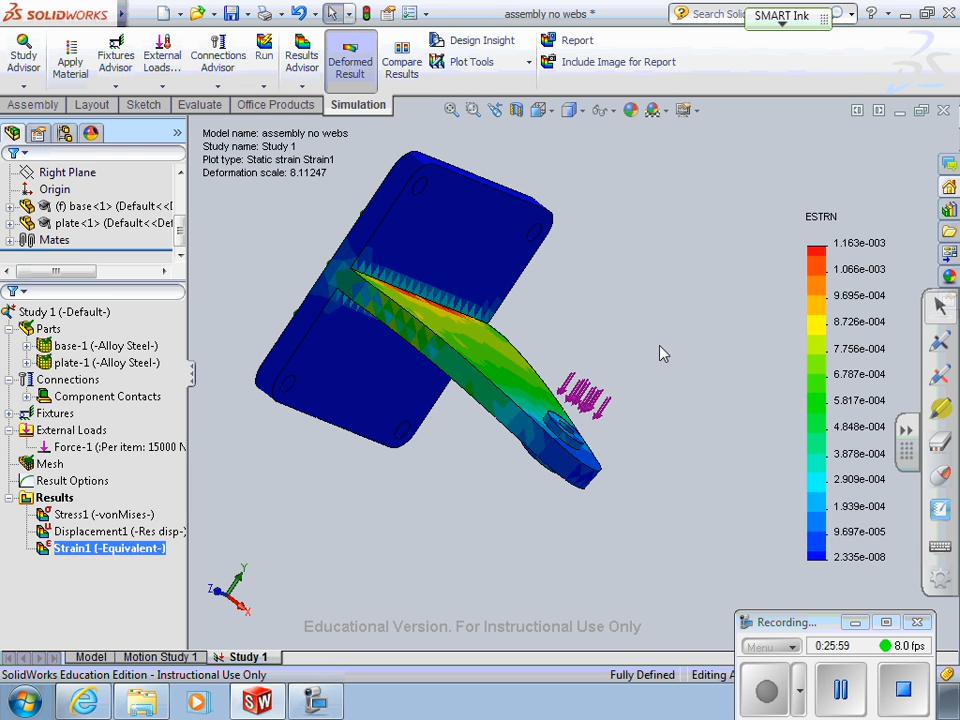 SOLIDWORKS
assembly no webs *
SMART Ink
Study Advisor
Apply Material
Fixtures Advisor
External Loads...
Connections Advisor
Run
Results Advisor
Deformed Result
Compare Results
Design Insight
Plot Tools
Report
Include Image for Report
Assembly
Layout
Sketch
Evaluate
Office Products
Simulation
Right Plane
Origin
(f) base<1> (Default<<D
plate<1> (Default<<Def
Mates
Study 1 (-Default-)
Parts
base-1 (-Alloy Steel-)
plate-1 (-Alloy Steel-)
Connections
Component Contacts
Fixtures
External Loads
Force-1 (:Per item: 15000 N
Mesh
Result Options
Results
Stress1 (-vonMises-)
Displacement1 (-Res disp-)
Strain1 (-Equivalent-)
Model name: assembly no webs
Study name: Study 1
Plot type: Static strain Strain1
Deformation scale: 8.11247
ESTRN
1.163e-003
1.066e-003
9.695e-004
8.726e-004
7.756e-004
6.787e-004
5.817e-004
4.848e-004
3.878e-004
2.909e-004
1.939e-004
9.697e-005
2.335e-008
Y
Z
X
Educational Version. For Instructional Use Only
Recording...
Menu
0:25:59
8.0 fps
Model
Motion Study 1
Study 1
SolidWorks Education Edition - Instructional Use Only
Fully Defined
Editing A